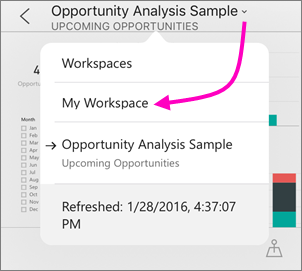 Opportunity Analysis Sample
UPCOMING OPPORTUNITIES
Workspaces
My Workspace
Opportunity Analysis Sample
Upcoming Opportunities
Refreshed: 1/28/2016, 4:37:07
PM
4
Opportu
Month
Jan
Feb
Mar
Apr
May
Jun
Jul
Aug
Sep
Oct
Nov
Dec